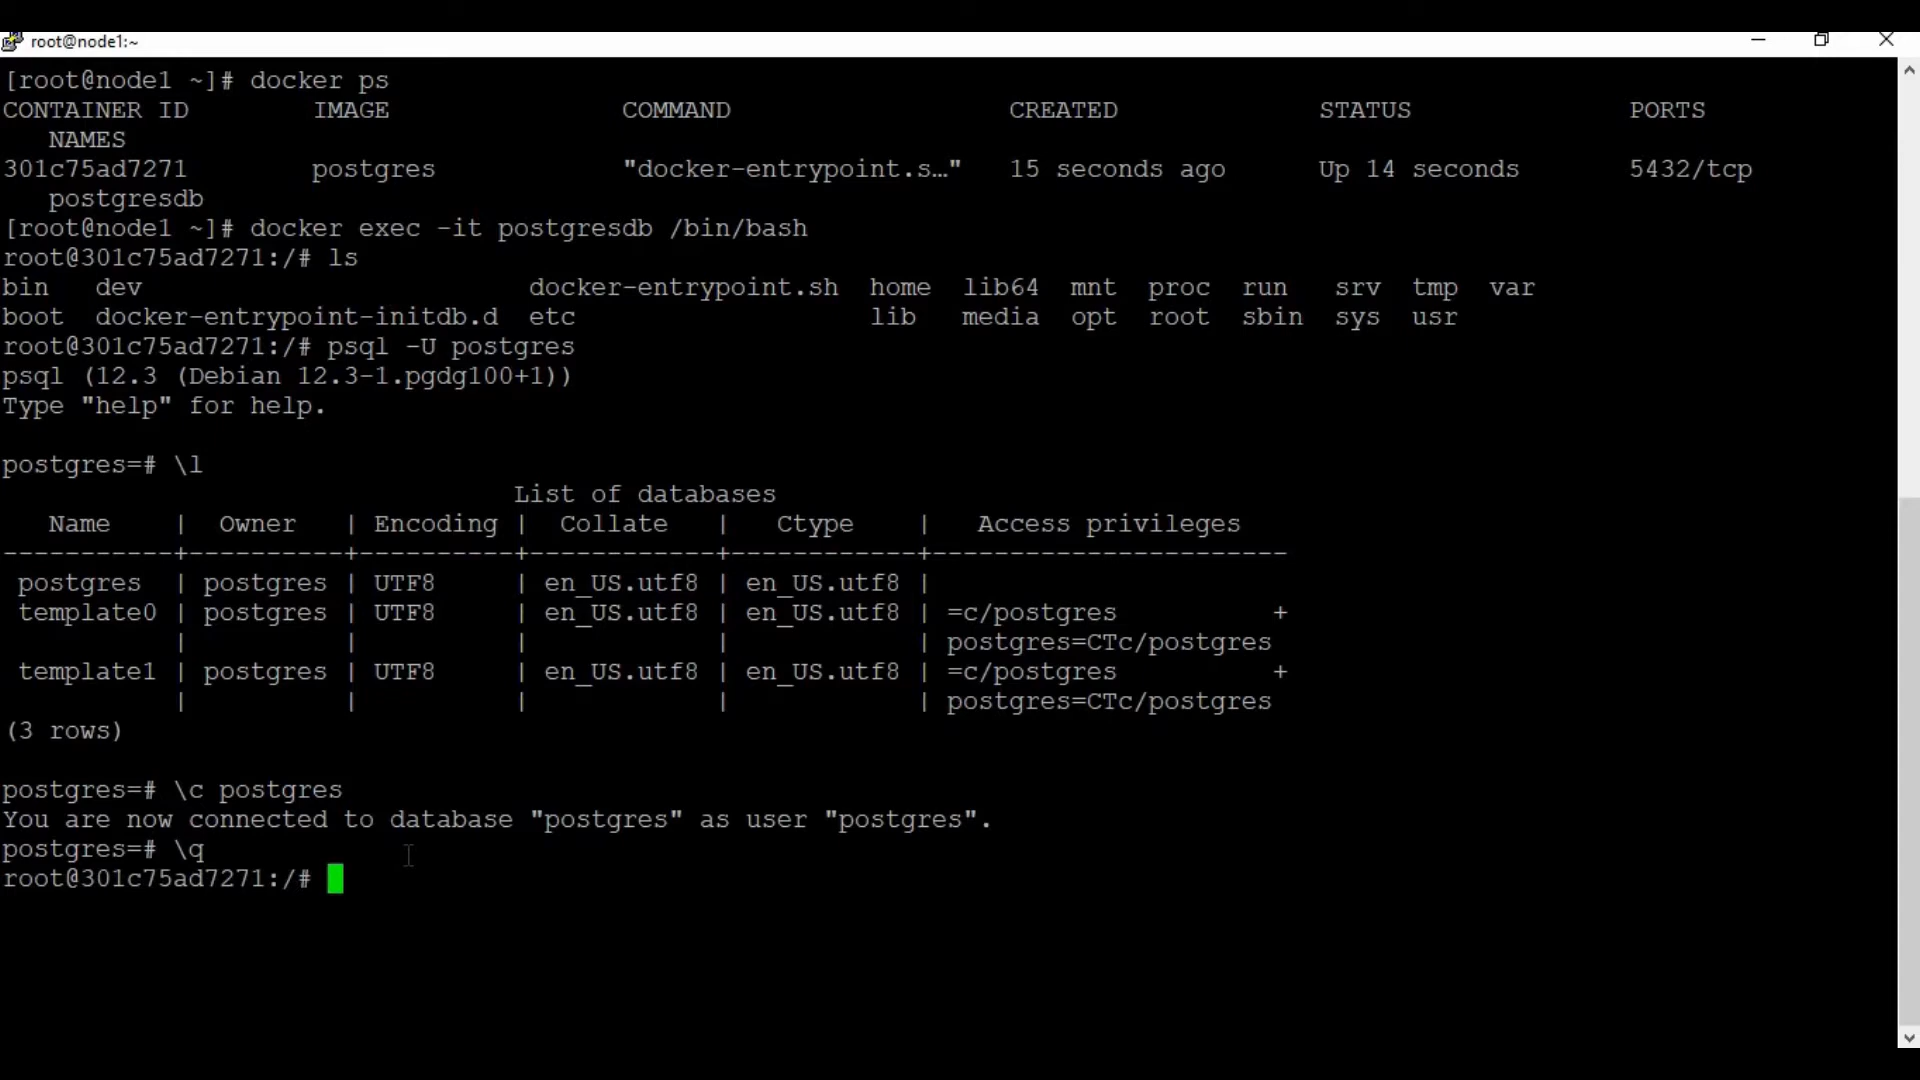 root@node1:~
[root@node1 ~]# docker ps
CONTAINER ID        IMAGE               COMMAND                  CREATED             STATUS              PORTS
   NAMES
301c75ad7271        postgres            "docker-entrypoint.s…"   15 seconds ago      Up 14 seconds       5432/tcp
   postgresdb
[root@node1 ~]# docker exec -it postgresdb /bin/bash
root@301c75ad7271:/# ls
bin   dev                         docker-entrypoint.sh  home  lib64  mnt  proc  run   srv  tmp  var
boot  docker-entrypoint-initdb.d  etc                   lib   media  opt  root  sbin  sys  usr
root@301c75ad7271:/# psql -U postgres
psql (12.3 (Debian 12.3-1.pgdg100+1))
Type "help" for help.
postgres=# \l
                                 List of databases
   Name    |  Owner   | Encoding |  Collate   |   Ctype    |   Access privileges
-----------+----------+----------+------------+------------+-----------------------
 postgres  | postgres | UTF8     | en_US.utf8 | en_US.utf8 |
 template0 | postgres | UTF8     | en_US.utf8 | en_US.utf8 | =c/postgres          +
           |          |          |            |            | postgres=CTc/postgres
 template1 | postgres | UTF8     | en_US.utf8 | en_US.utf8 | =c/postgres          +
           |          |          |            |            | postgres=CTc/postgres
(3 rows)
postgres=# \c postgres
You are now connected to database "postgres" as user "postgres".
postgres=# \q
root@301c75ad7271:/#